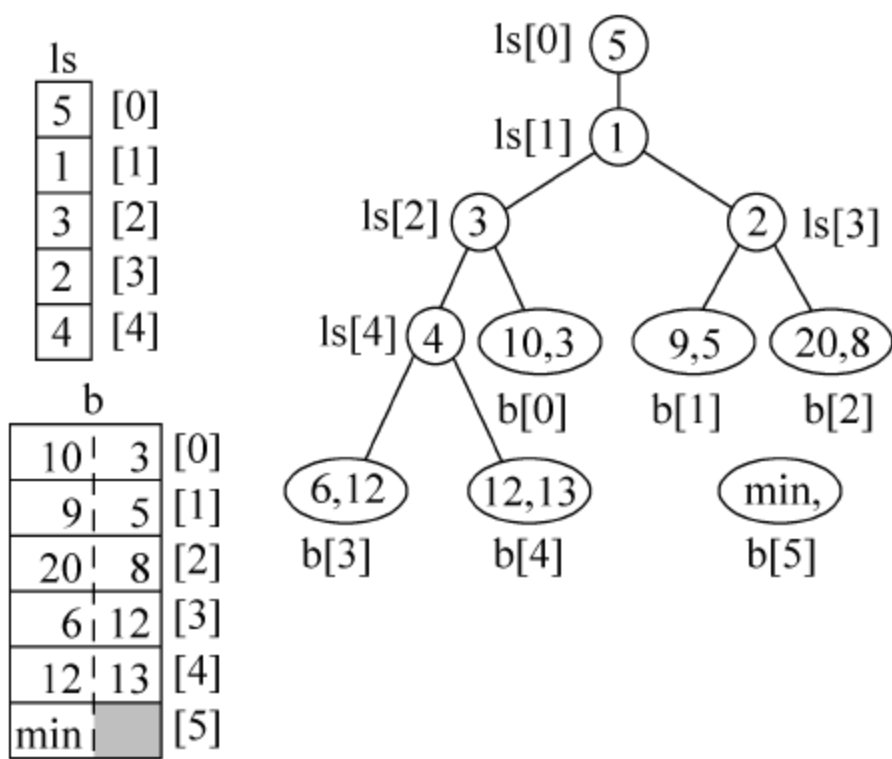 ls
5 [0]
1 [1]
3 [2]
2 [3]
4 [4]
b
10 3 [0]
9 5 [1]
20 8 [2]
6 12 [3]
12 13 [4]
min [5]
ls[0] 5
ls[1] 1
ls[2] 3 2 ls[3]
ls[4] 4 10,3 9,5 20,8
b[0] b[1] b[2]
6,12 12,13 min,
b[3] b[4] b[5]